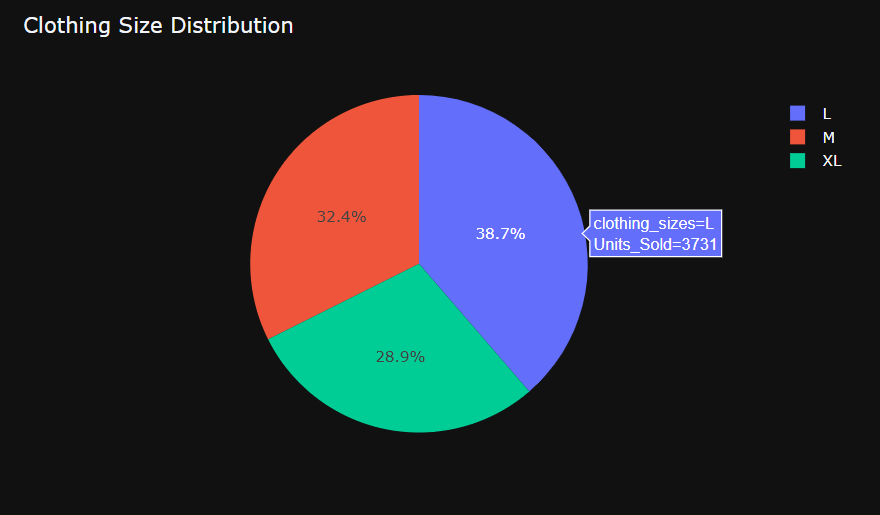 Clothing Size Distribution
L
M
XL
32.4%
38.7%
clothing_sizes=L
Units_Sold=3731
28.9%